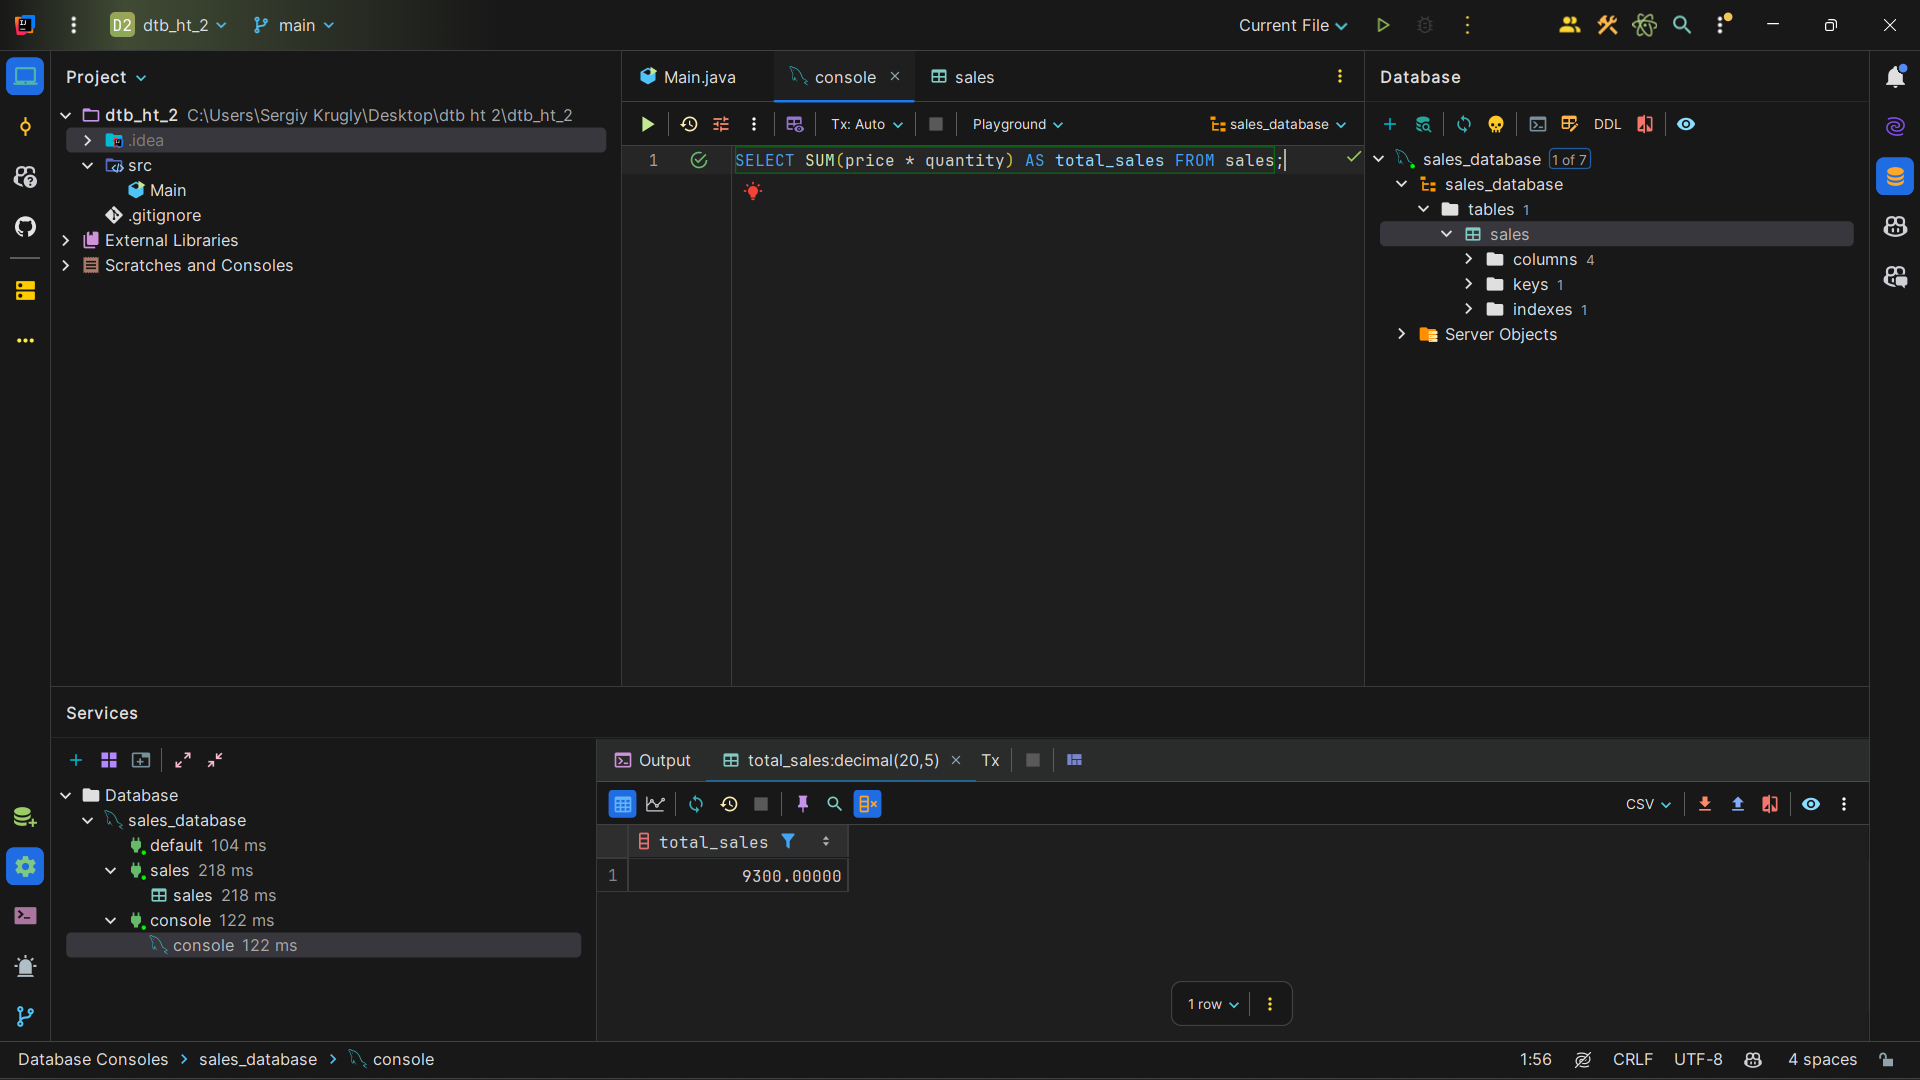 D2 dtb_ht_2 main Current File
Project
dtb_ht_2 C:\Users\Sergiy Krugly\Desktop\dtb ht 2\dtb_ht_2
.idea
src
Main
.gitignore
External Libraries
Scratches and Consoles
Main.java console sales
Tx: Auto Playground sales_database
1 SELECT SUM(price * quantity) AS total_sales FROM sales;
Database
DDL
sales_database 1 of 7
sales_database
tables 1
sales
columns 4
keys 1
indexes 1
Server Objects
Services
Database
sales_database
default 104 ms
sales 218 ms
sales 218 ms
console 122 ms
console 122 ms
Output total_sales:decimal(20,5) Tx
CSV
total_sales
1 9300.00000
1 row
Database Consoles sales_database console 1:56 CRLF UTF-8 4 spaces